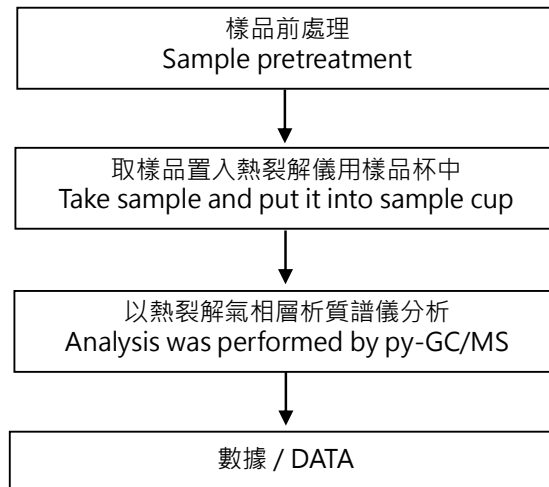 樣品前處理
Sample pretreatment
取樣品置入熱裂解儀用樣品杯中
Take sample and put it into sample cup
以熱裂解氣相層析質譜儀分析
Analysis was performed by py-GC/MS
數據 / DATA